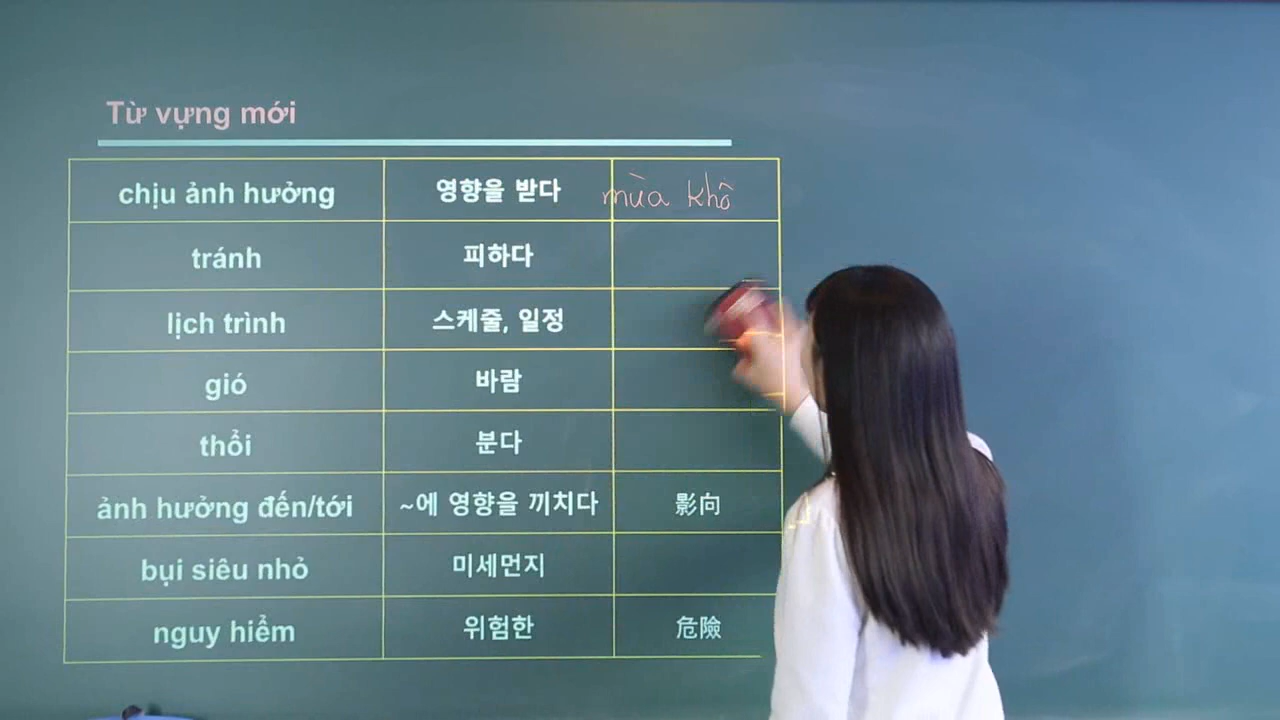 Từ vựng mới
chịu ảnh hưởng 영향을 받다 mùa khô
tránh 피하다
lịch trình 스케줄, 일정
gió 바람
thổi 분다
ảnh hưởng đến/tới ~에 영향을 끼치다 影向
bụi siêu nhỏ 미세먼지
nguy hiểm 위험한 危險